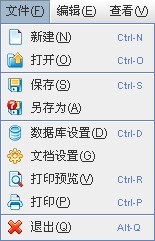 文件(F) 编辑(E) 查看(V)
新建(N) Ctrl-N
打开(O) Ctrl-O
保存(S) Ctrl-S
另存为(A)
数据库设置(D) Ctrl-D
文档设置(G)
打印预览(V) Ctrl-R
打印(P) Ctrl-P
退出(Q) Alt-Q